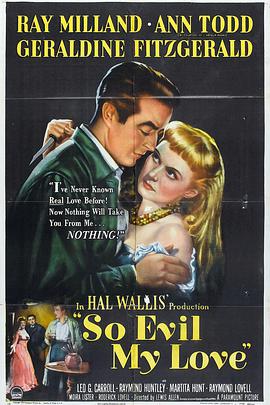 RAY MILLAND · ANN TODD
GERALDINE FITZGERALD
"I've Never Known
Real Love Before!
Now Nothing Will Take
You From Me...
NOTHING!"
In HAL WALLIS' Production
"So Evil
My Love"
LEO G. CARROLL · RAYMOND HUNTLEY · MARTITA HUNT · RAYMOND LOVELL
MOIRA LISTER · RODERICK LOVELL · Directed by LEWIS ALLEN · A PARAMOUNT PICTURE